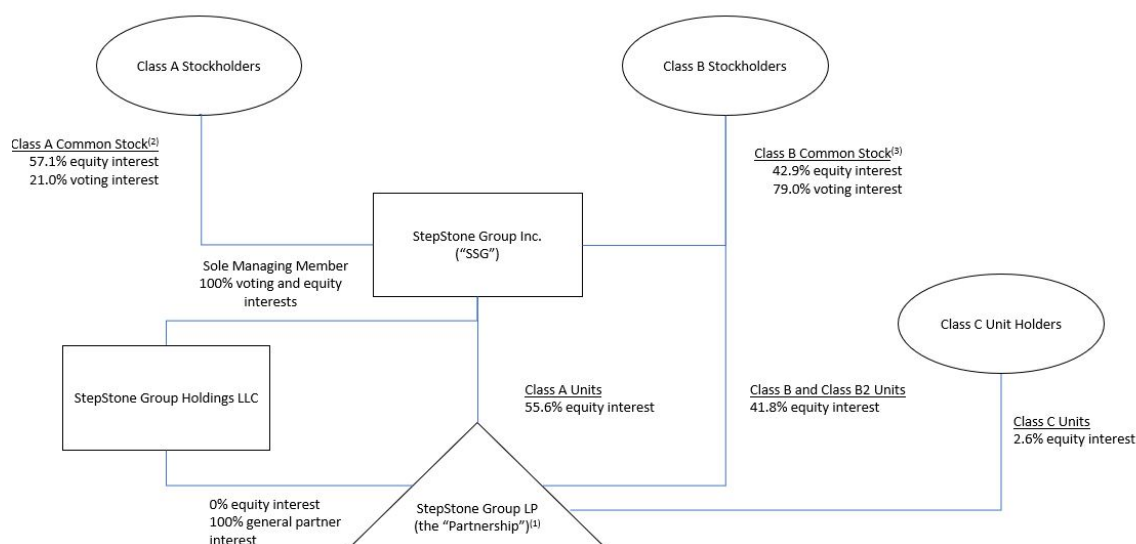 Class A Stockholders
Class B Stockholders
Class A Common Stock(2)
57.1% equity interest
21.0% voting interest
Class B Common Stock(3)
42.9% equity interest
79.0% voting interest
StepStone Group Inc.
(“SSG”)
Sole Managing Member
100% voting and equity
interests
Class C Unit Holders
StepStone Group Holdings LLC
Class A Units
55.6% equity interest
Class B and Class B2 Units
41.8% equity interest
Class C Units
2.6% equity interest
0% equity interest
100% general partner
interest
StepStone Group LP
(the “Partnership”)(1)